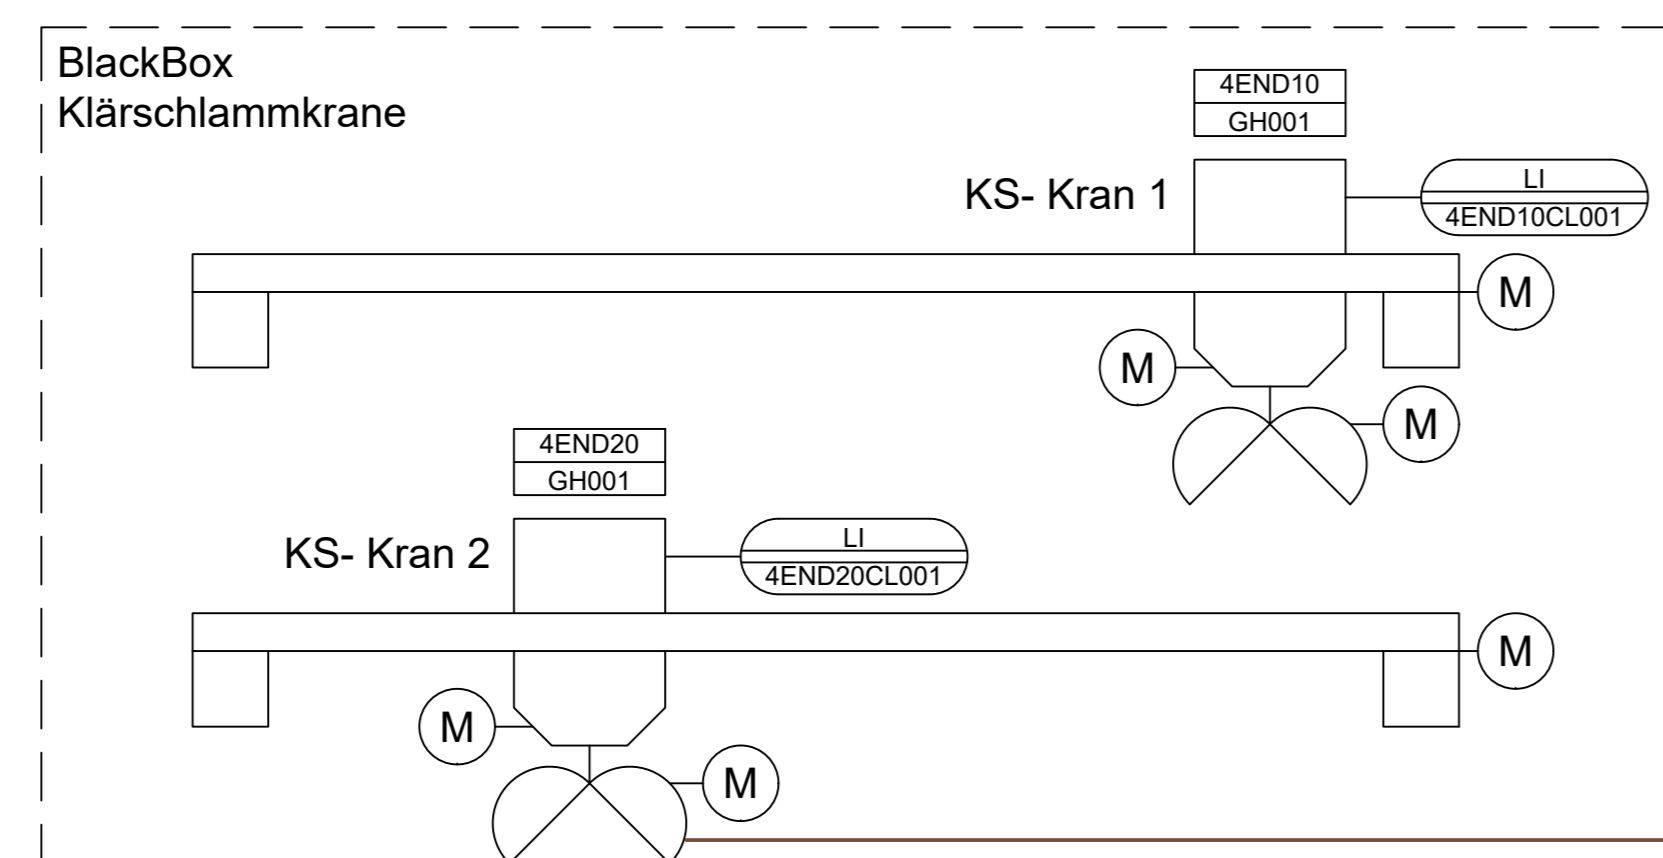 BlackBox
Klärschlammkrane
4END10
GH001
KS- Kran 1
LI
4END10CL001
M
M
M
4END20
GH001
KS- Kran 2
LI
4END20CL001
M
M
M